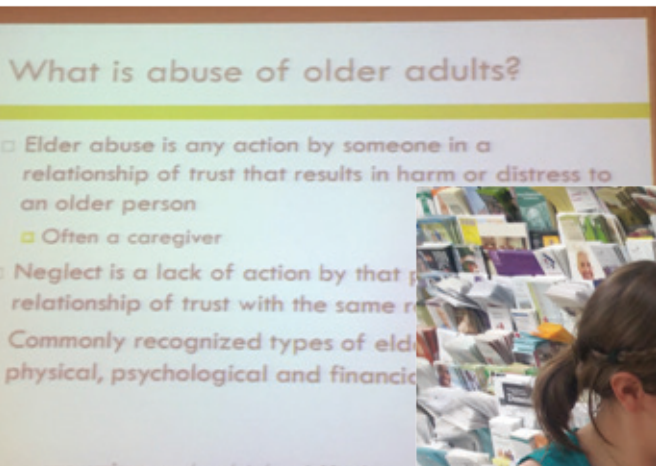 What is abuse of older adults?
Elder abuse is any action by someone in a
relationship of trust that results in harm or distress to
an older person
Often a caregiver
Neglect is a lack of action by that
relationship of trust with the same
Commonly recognized types of
physical, psychological and